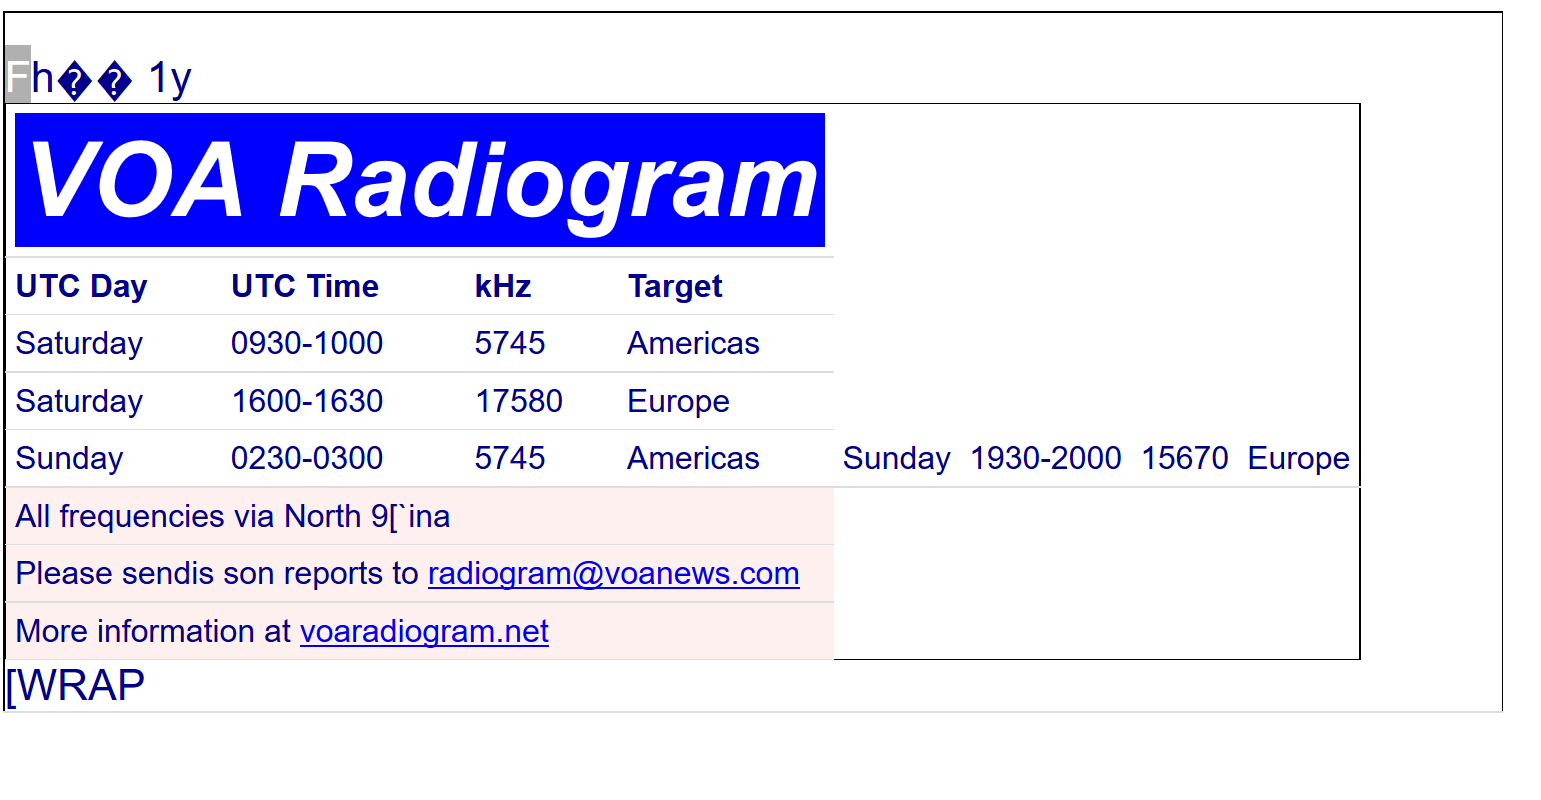 Fh�� 1y
VOA Radiogram
UTC Day UTC Time kHz Target
Saturday 0930-1000 5745 Americas
Saturday 1600-1630 17580 Europe
Sunday 0230-0300 5745 Americas Sunday 1930-2000 15670 Europe
All frequencies via North 9[`ina
Please sendis son reports to radiogram@voanews.com
More information at voaradiogram.net
[WRAP